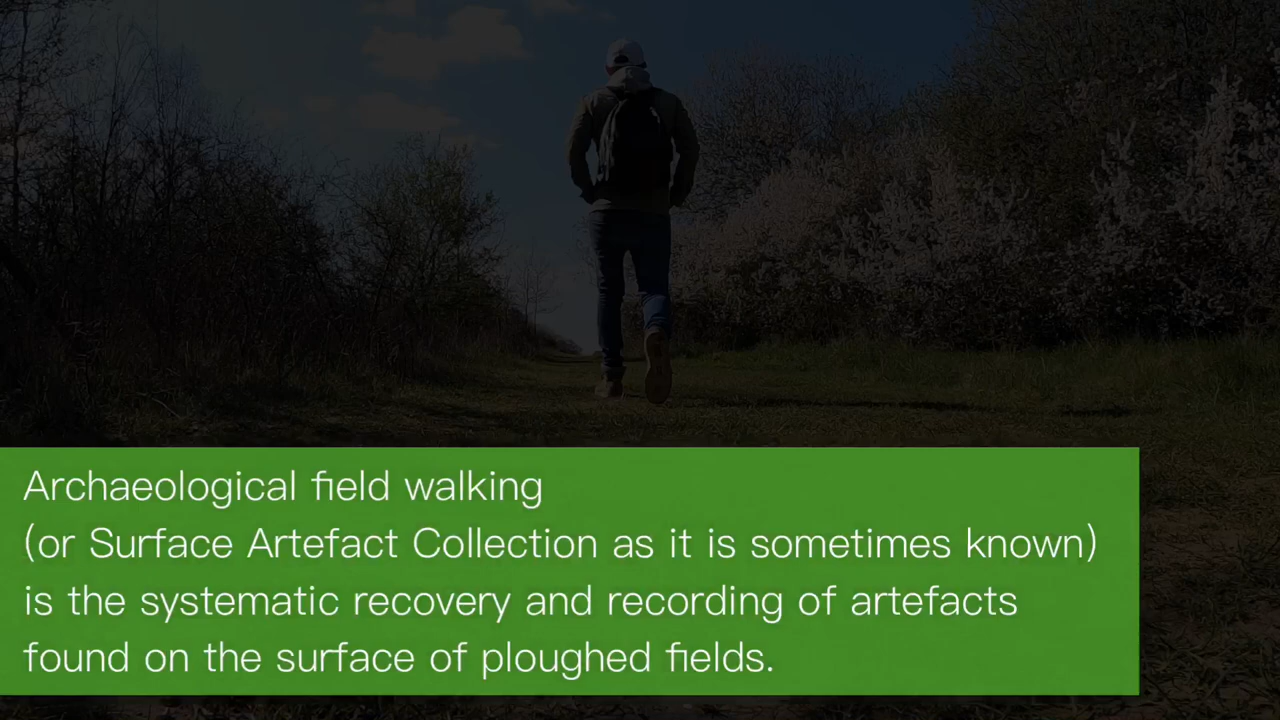 Archaeological field walking
(or Surface Artefact Collection as it is sometimes known)
is the systematic recovery and recording of artefacts
found on the surface of ploughed fields.